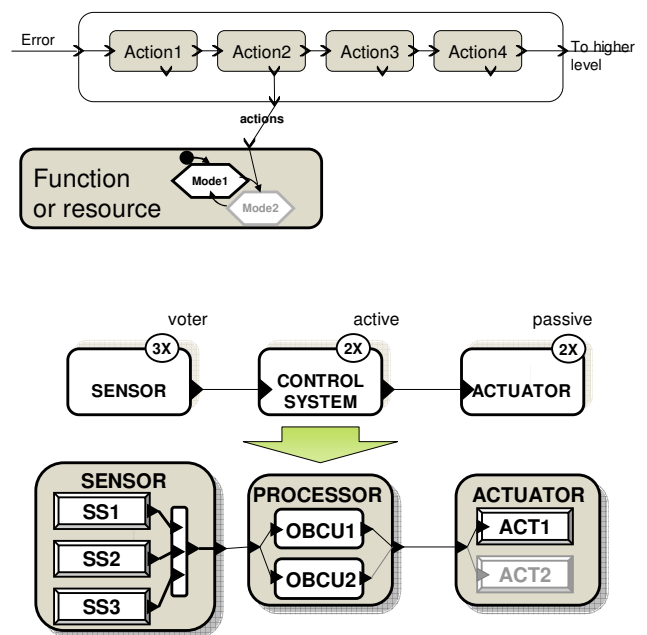 Error
Action1
Action2
Action3
Action4
To higher
level
actions
Function
or resource
Mode1
Mode2
voter
active
passive
3X
2X
2X
SENSOR
CONTROL
SYSTEM
ACTUATOR
SENSOR
PROCESSOR
ACTUATOR
SS1
SS2
SS3
OBCU1
OBCU2
ACT1
ACT2